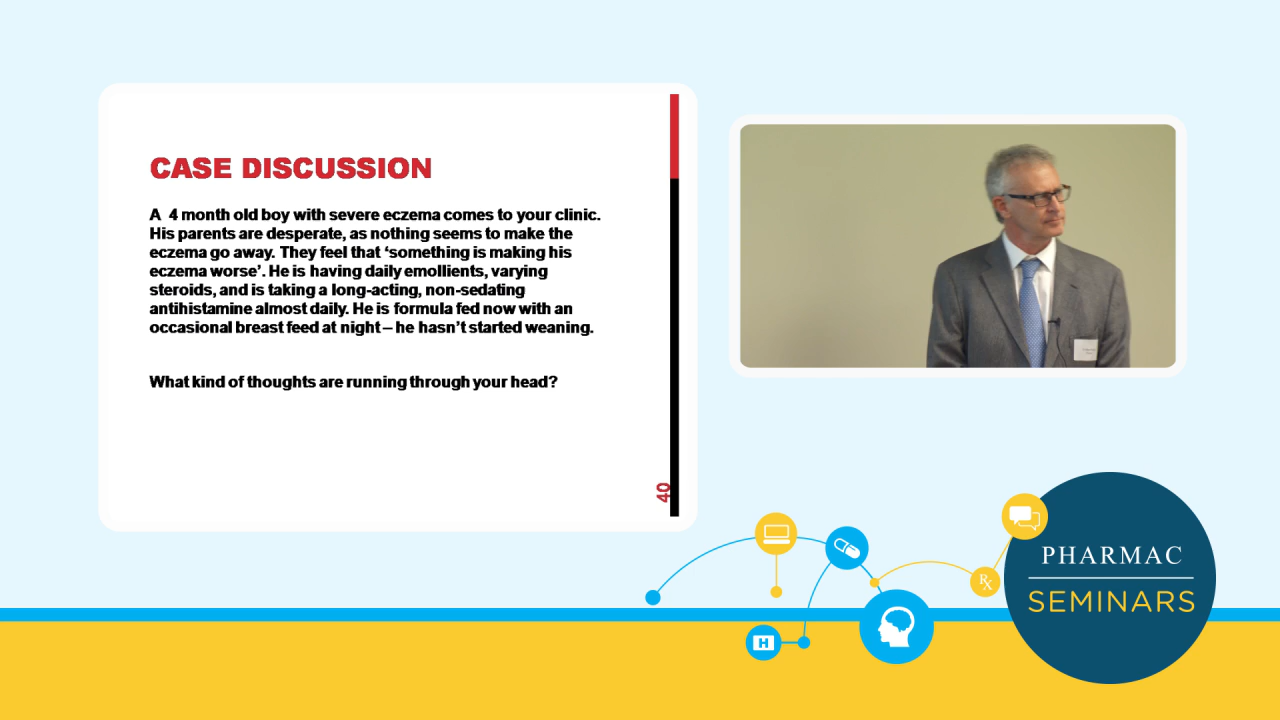 CASE DISCUSSION
A 4 month old boy with severe eczema comes to your clinic.
His parents are desperate, as nothing seems to make the
eczema go away. They feel that ‘something is making his
eczema worse’. He is having daily emollients, varying
steroids, and is taking a long-acting, non-sedating
antihistamine almost daily. He is formula fed now with an
occasional breast feed at night – he hasn’t started weaning.
What kind of thoughts are running through your head?
40
H
Rx
PHARMAC
SEMINARS